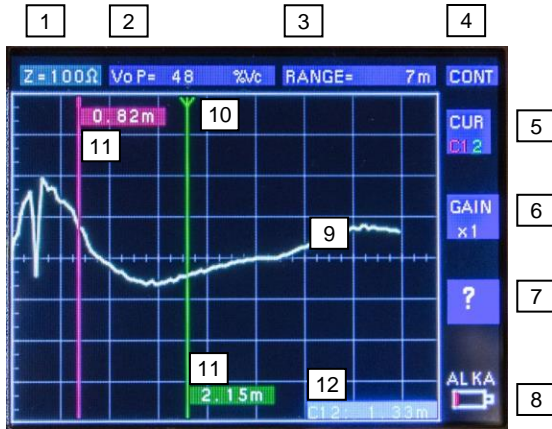 1 2 3 4
Z=100Ω VoP= 48 %Vc RANGE= 7m CONT
0.82m 10
11
CUR
C1 2
5
GAIN
x1
6
9
?
7
11
2.15m
12
C12: 1.33m
ALKA
8